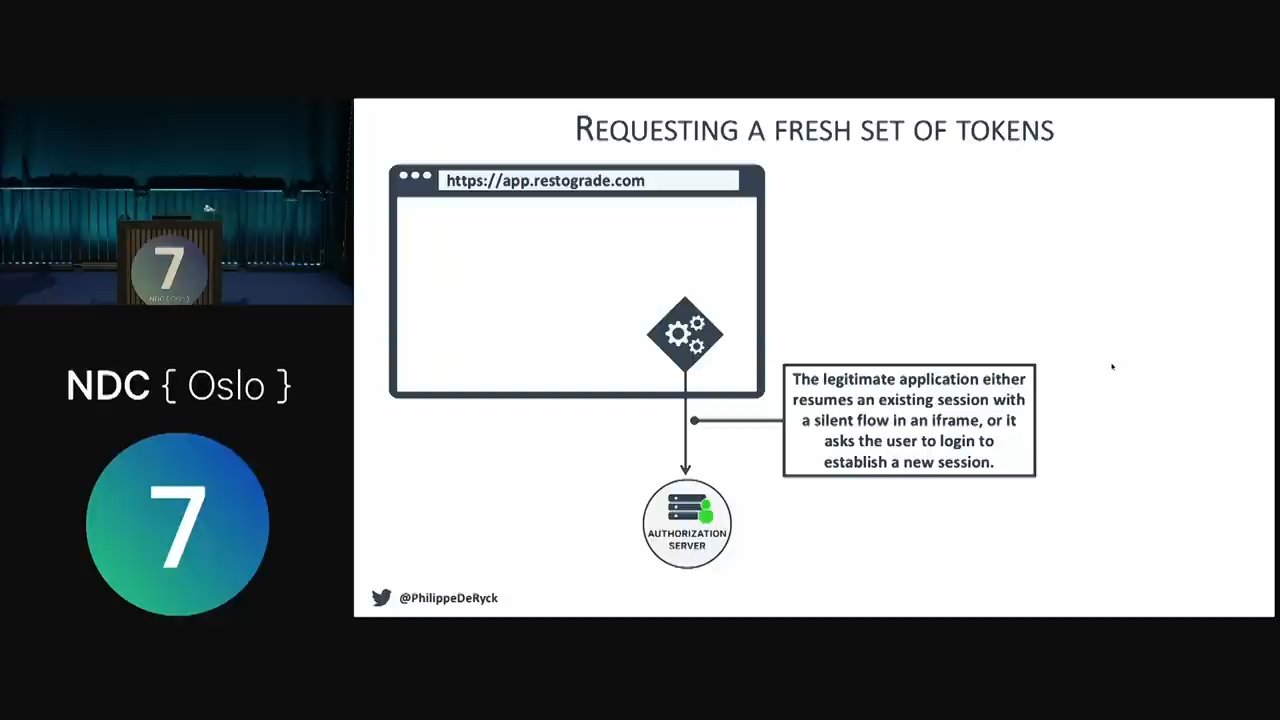 REQUESTING A FRESH SET OF TOKENS
https://app.restograde.com
7
NDC { Oslo }
NDC { Oslo }
7
The legitimate application either
resumes an existing session with
a silent flow in an iframe, or it
asks the user to login to
establish a new session.
AUTHORIZATION
SERVER
@PhilippeDeRyck